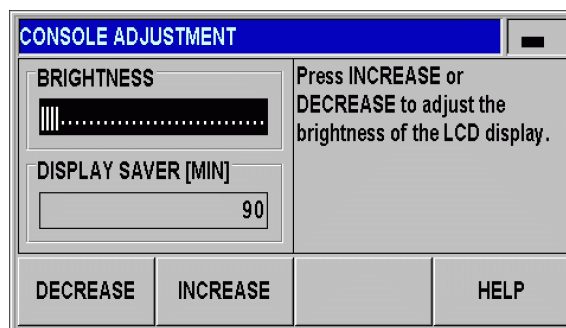 CONSOLE ADJUSTMENT
BRIGHTNESS
DISPLAY SAVER [MIN]
90
Press INCREASE or
DECREASE to adjust the
brightness of the LCD display.
DECREASE
INCREASE
HELP